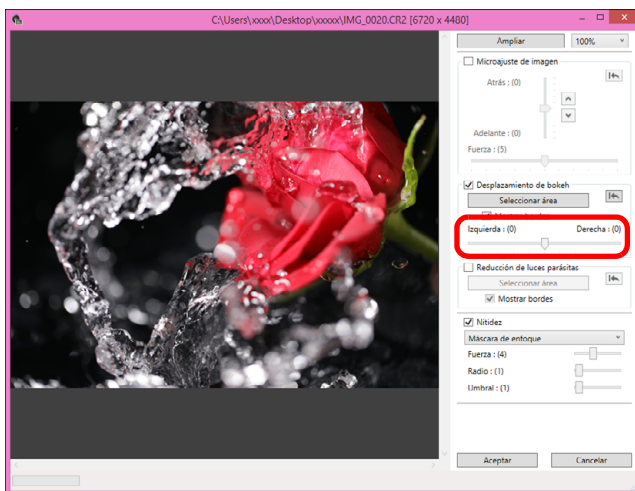 C:\Users\xxxx\Desktop\xxxxx\IMG_0020.CR2 [6720 x 4480]
Ampliar 100%
Microajuste de imagen
Atrás : (0)
Adelante : (0)
Fuerza : (5)
Desplazamiento de bokeh
Seleccionar área
Izquierda : (0) Derecha : (0)
Reducción de luces parásitas
Seleccionar área
Mostrar bordes
Nitidez
Máscara de enfoque
Fuerza : (4)
Radio : (1)
Umbral : (1)
Aceptar Cancelar